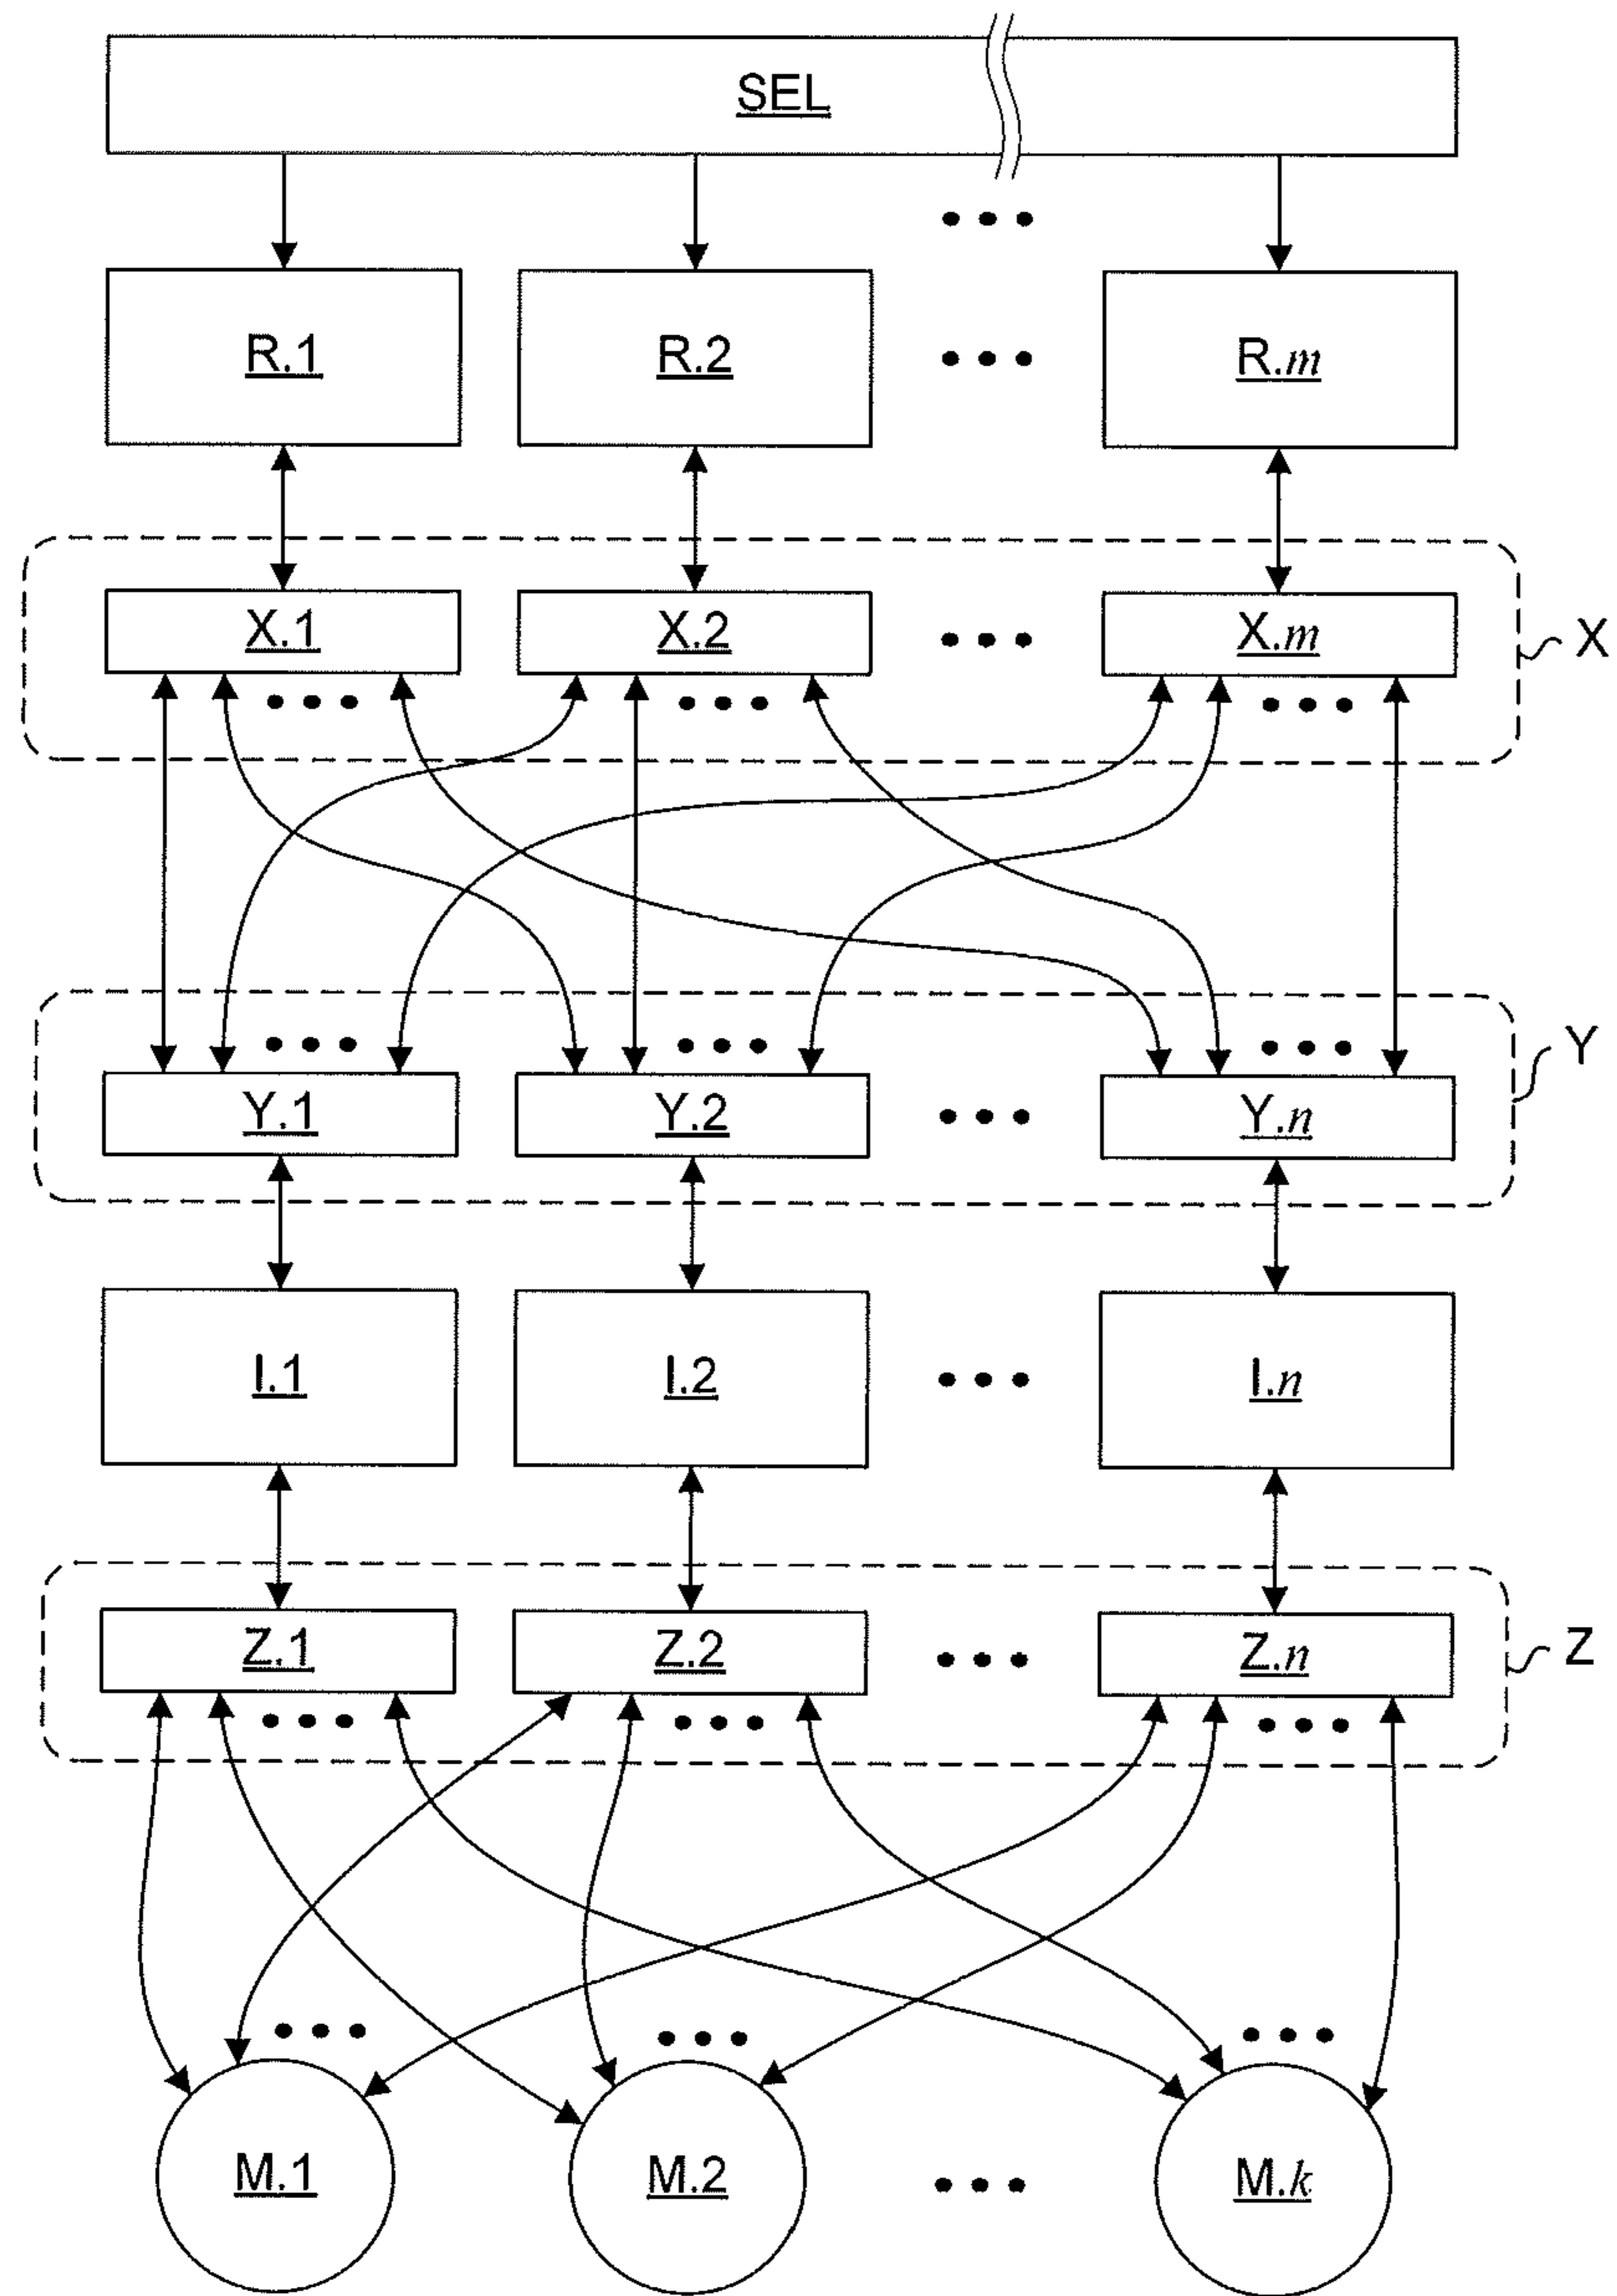 SEL
R.1 R.2 R.m
X.1 X.2 X.m X
Y
Y.1 Y.2 Y.n
I.1 I.2 I.n
Z.1 Z.2 Z.n Z
M.1 M.2 M.k